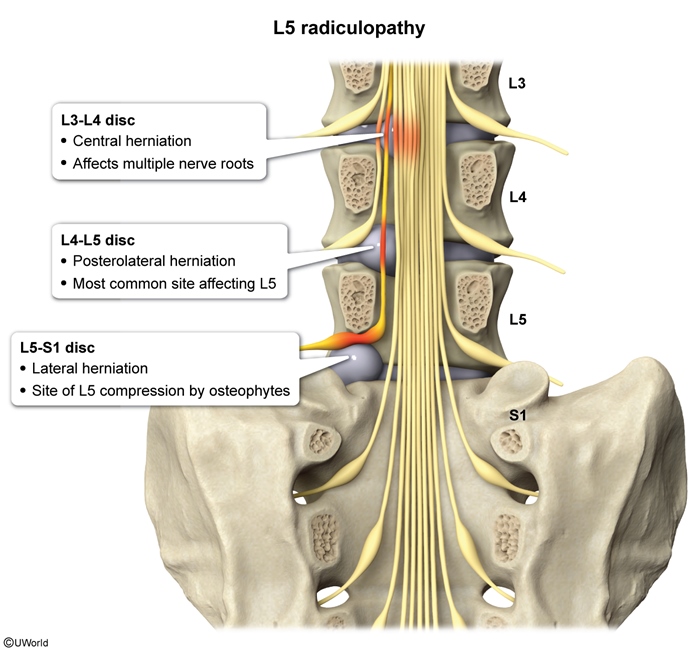 L5 radiculopathy
L3-L4 disc
• Central herniation
• Affects multiple nerve roots
L4-L5 disc
• Posterolateral herniation
• Most common site affecting L5
L5-S1 disc
• Lateral herniation
• Site of L5 compression by osteophytes
L3
L4
L5
S1
©UWorld